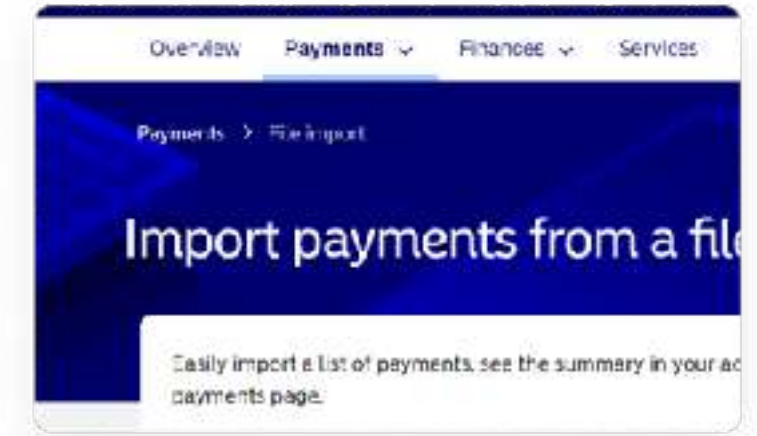 Overview Payments Finances Services
Payments > File import
Import payments from a file
Easily import a list of payments, see the summary in your ac
payments page.